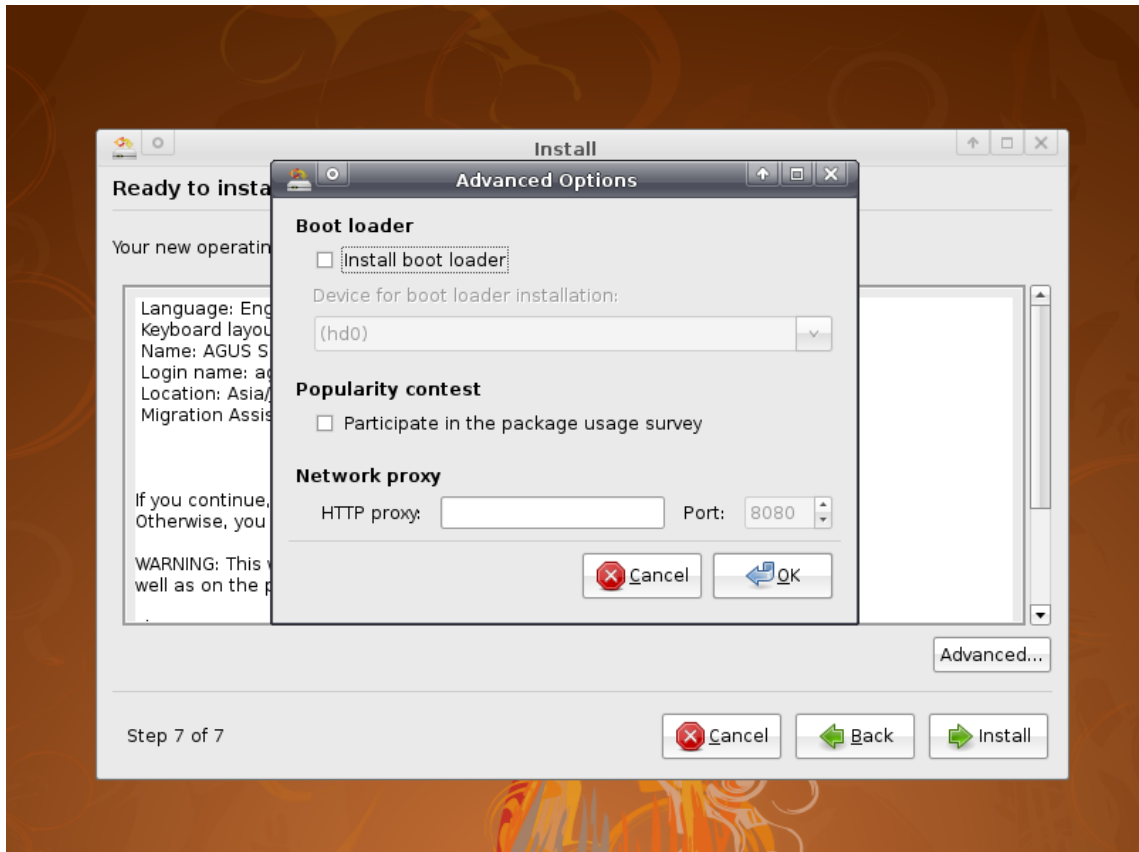 Install
Advanced Options
Ready to insta
Your new operatin
Language: Eng
Keyboard layou
Name: AGUS S
Login name: ag
Location: Asia/
Migration Assis
If you continue,
Otherwise, you
WARNING: This
well as on the p
Boot loader
Install boot loader
Device for boot loader installation:
(hd0)
Popularity contest
Participate in the package usage survey
Network proxy
HTTP proxy:
Port:
8080
Cancel
OK
Advanced...
Step 7 of 7
Cancel
Back
Install